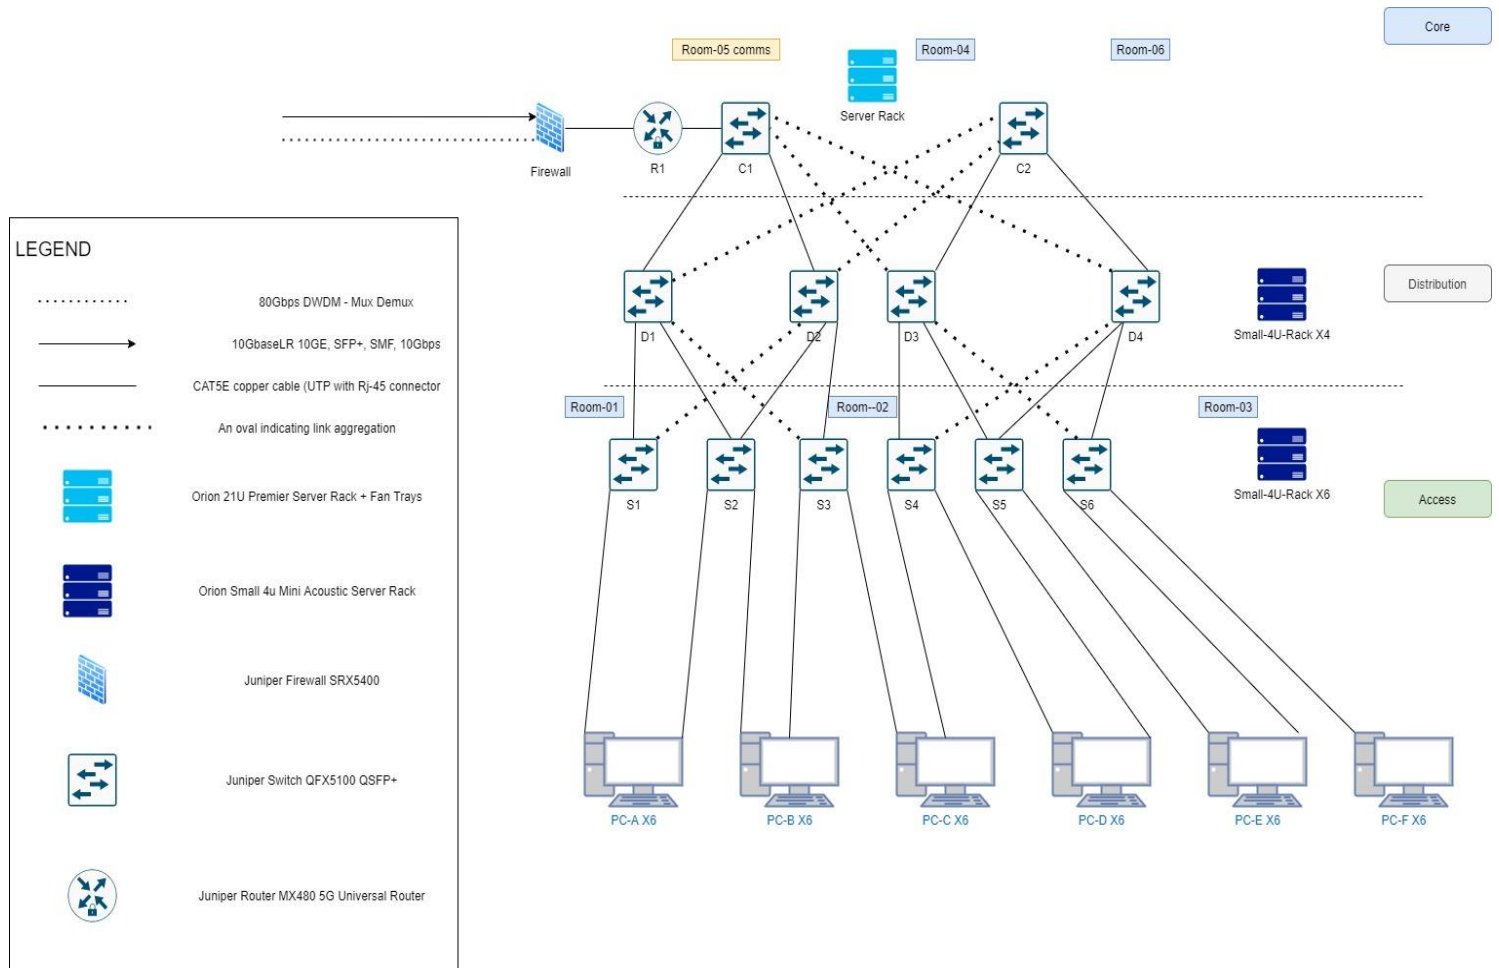 Core
Room-05 comms
Room-04
Room-06
Server Rack
Firewall
R1
C1
C2
LEGEND
80Gbps DWDM - Mux Demux
10GbaseLR 10GE, SFP+, SMF, 10Gbps
CAT5E copper cable (UTP with Rj-45 connector
An oval indicating link aggregation
Orion 21U Premier Server Rack + Fan Trays
Orion Small 4u Mini Acoustic Server Rack
Juniper Firewall SRX5400
Juniper Switch QFX5100 QSFP+
Juniper Router MX480 5G Universal Router
Distribution
D1
D2
D3
D4
Small-4U-Rack X4
Room-01
Room--02
Room-03
S1
S2
S3
S4
S5
S6
Small-4U-Rack X6
Access
PC-A X6
PC-B X6
PC-C X6
PC-D X6
PC-E X6
PC-F X6